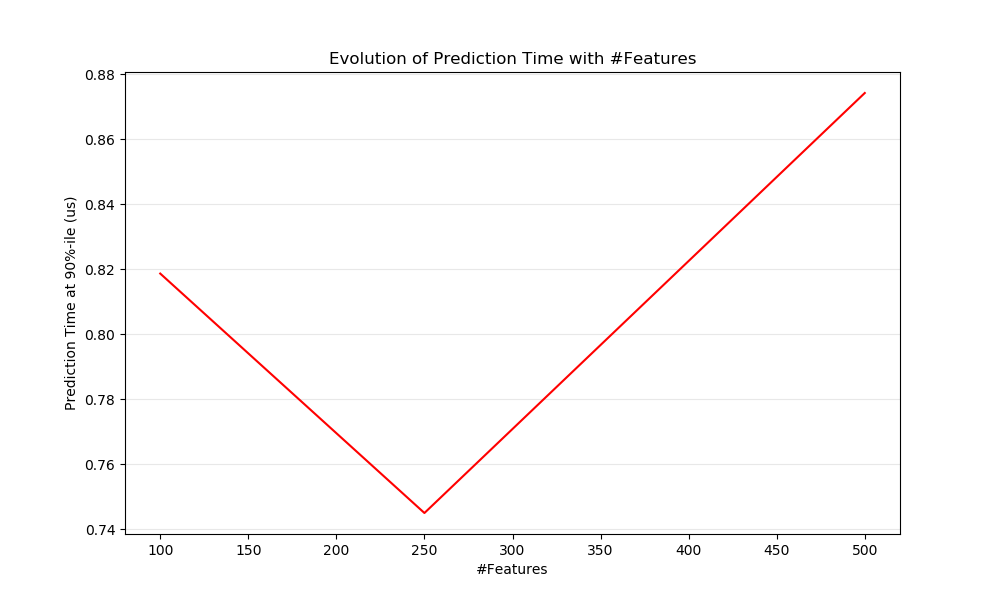 Evolution of Prediction Time with #Features
Prediction Time at 90%-ile (us)
0.88
0.86
0.84
0.82
0.80
0.78
0.76
0.74
100 150 200 250 300 350 400 450 500
#Features